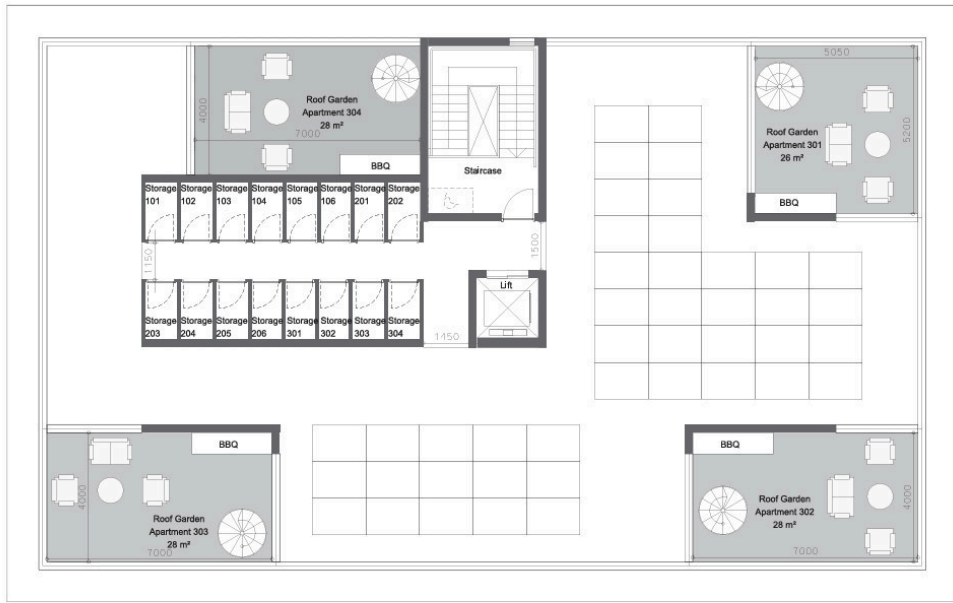 Roof Garden
Apartment 304
28 m²
4000
7000
BBQ
Staircase
5050
5200
Roof Garden
Apartment 301
26 m²
BBQ
Storage
101
Storage
102
Storage
103
Storage
104
Storage
105
Storage
106
Storage
201
Storage
202
1150
1500
Lift
Storage
203
Storage
204
Storage
205
Storage
206
Storage
301
Storage
302
Storage
303
Storage
304
1450
BBQ
4000
Roof Garden
Apartment 303
28 m²
7000
BBQ
Roof Garden
Apartment 302
28 m²
4000
7000